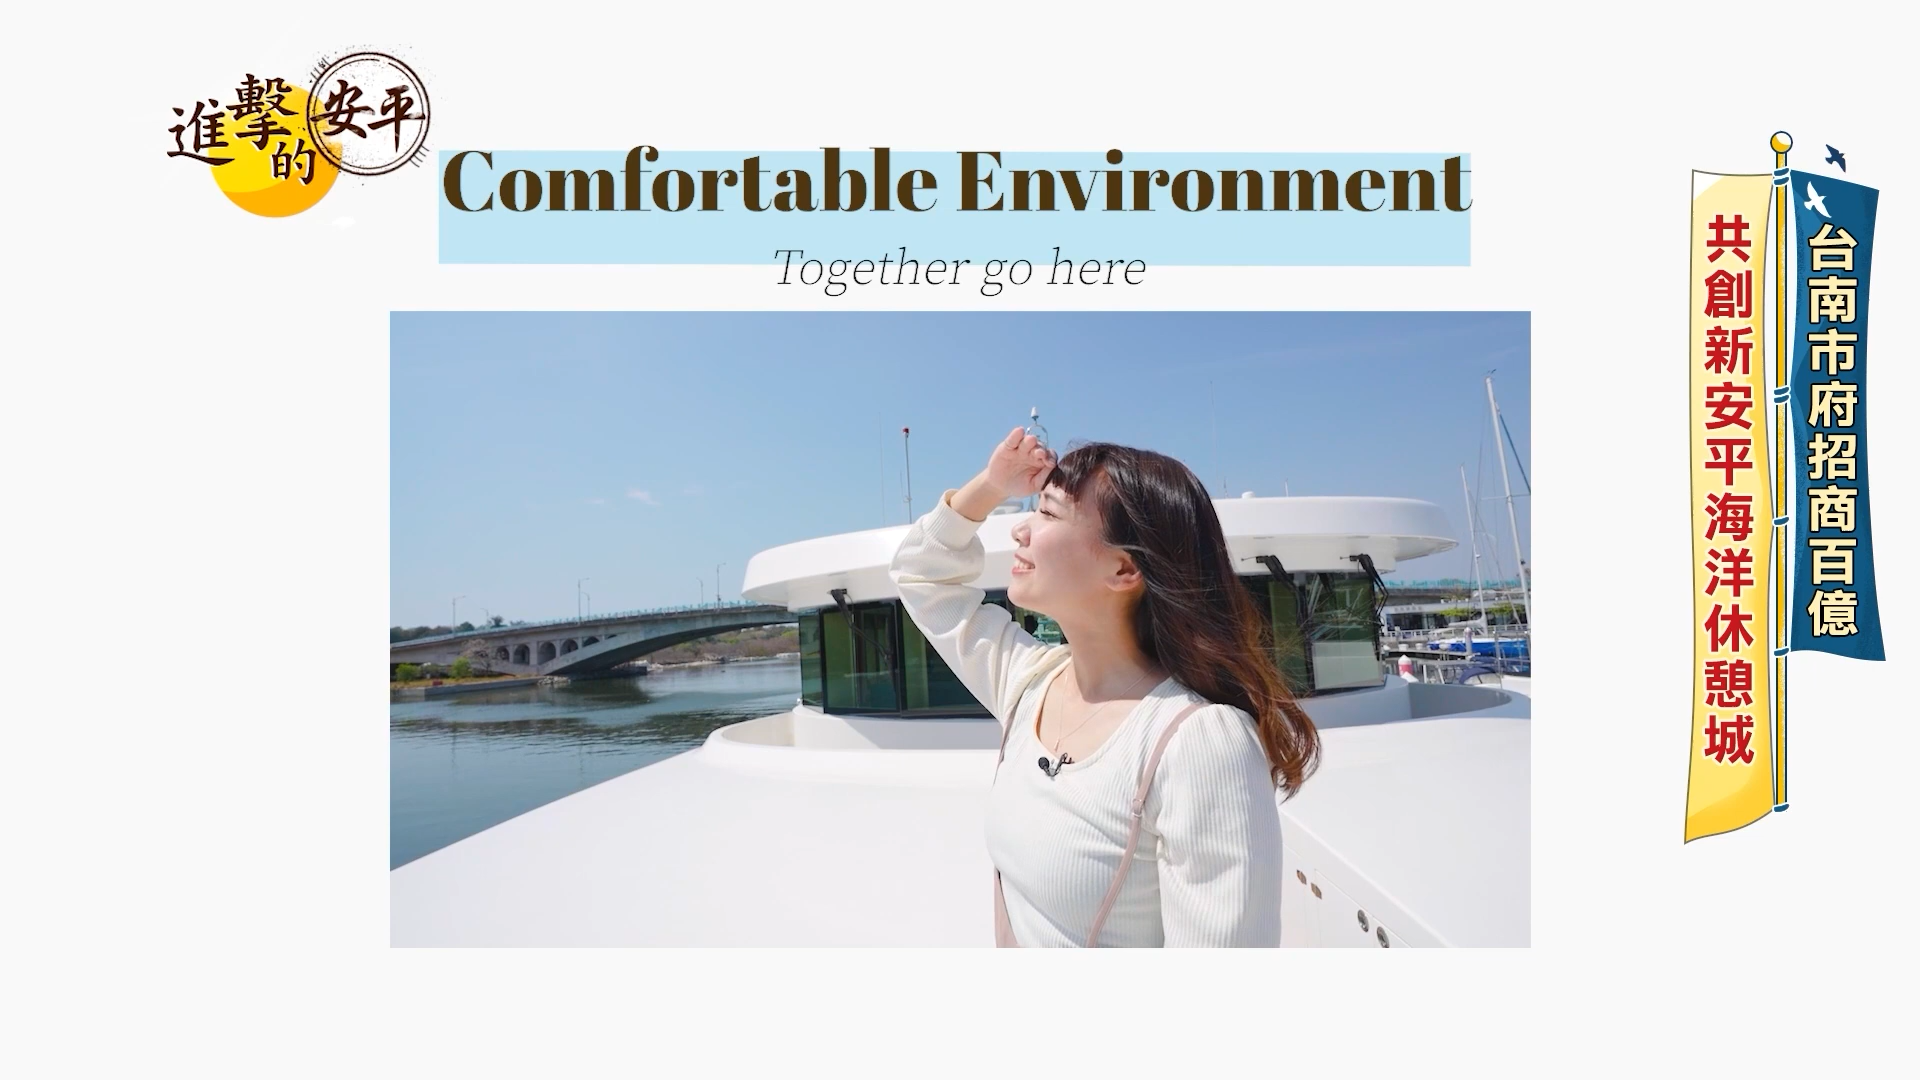 進擊的
安平
Comfortable Environment
Together go here
台南市府招商百億
共創新安平海洋休憩城